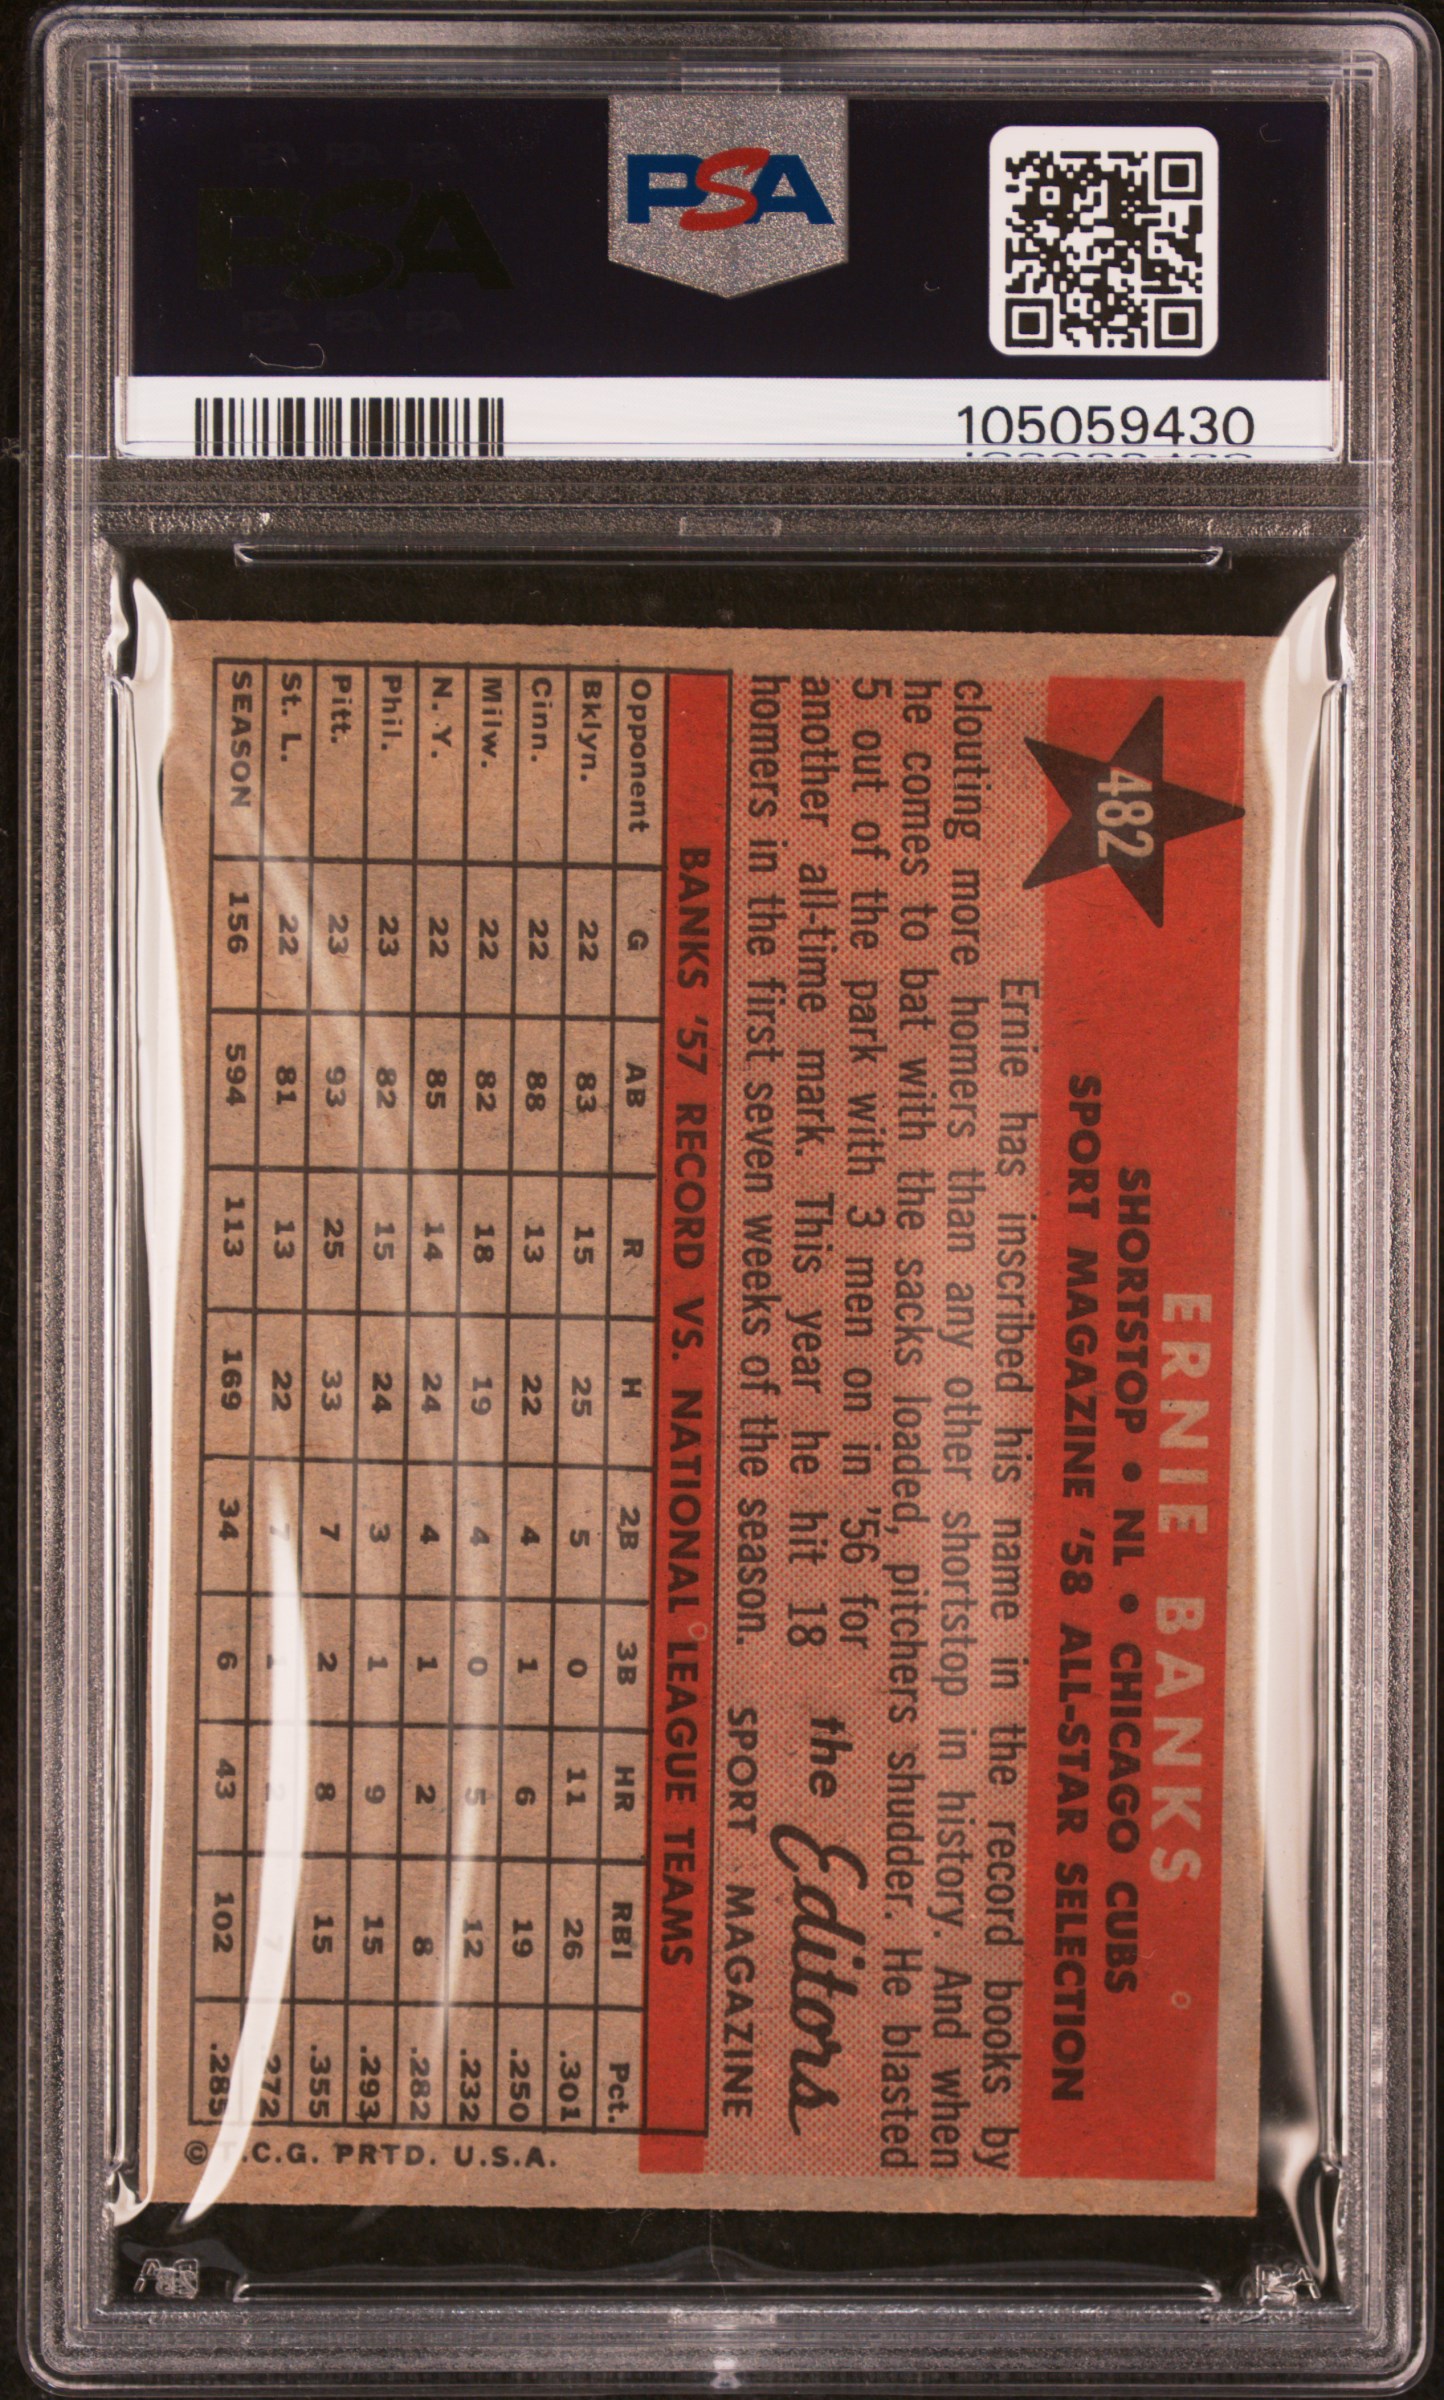 PSA
PSA
105059430
482
ERNIE BANKS
SHORTSTOP • NL • CHICAGO CUBS
SPORT MAGAZINE '58 ALL-STAR SELECTION
Ernie has inscribed his name in the record books by
clouting more homers than any other shortstop in history. And when
he comes to bat with the sacks loaded, pitchers shudder. He blasted
5 out of the park with 3 men on in '56 for
another all-time mark. This year he hit 18
homers in the first seven weeks of the season.
the Editors
SPORT MAGAZINE
BANKS '57 RECORD VS. NATIONAL LEAGUE TEAMS
Opponent G AB R H 2B 3B HR RBI Pct.
Bklyn. 22 83 15 25 5 0 11 26 .301
Cinn. 22 88 13 22 4 1 6 19 .250
Milw. 22 82 18 19 4 0 5 12 .232
N. Y. 22 85 14 24 4 1 2 8 .282
Phil. 23 82 15 24 3 1 9 15 .293
Pitt. 23 93 25 33 7 2 8 15 .355
St. L. 22 81 13 22 7 1 2 7 .272
SEASON 156 594 113 169 34 6 43 102 .285
© T.C.G. PRTD. U.S.A.
PSA